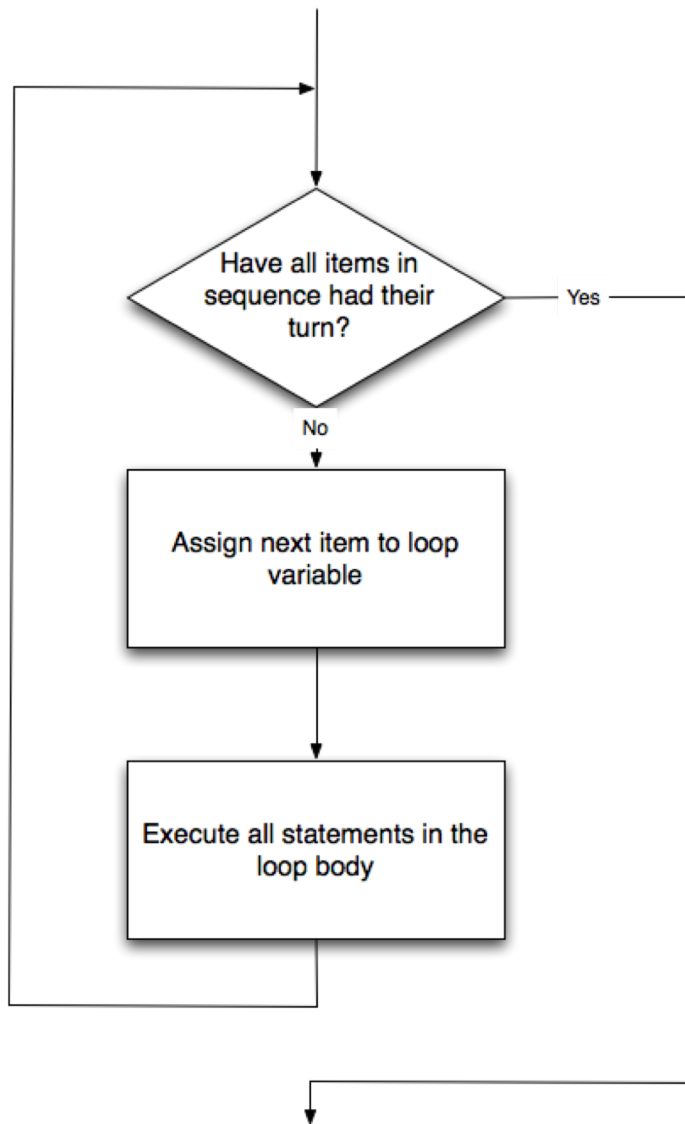 Have all items in
sequence had their
turn?
Yes
No
Assign next item to loop
variable
Execute all statements in the
loop body